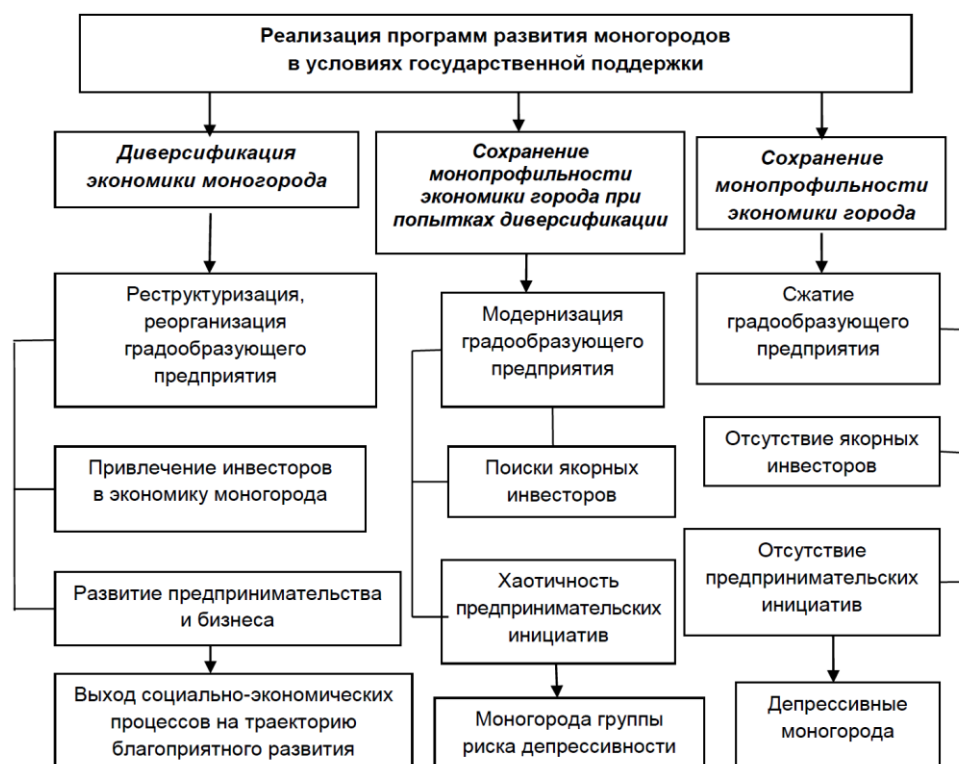 Реализация программ развития моногородов
в условиях государственной поддержки
Диверсификация
экономики моногорода
Сохранение
монопрофильности
экономики города при
попытках диверсификации
Сохранение
монопрофильности
экономики города
Реструктуризация,
реорганизация
градообразующего
предприятия
Модернизация
градообразующего
предприятия
Сжатие
градообразующего
предприятия
Привлечение инвесторов
в экономику моногорода
Поиски якорных
инвесторов
Отсутствие якорных
инвесторов
Развитие предпринимательства
и бизнеса
Хаотичность
предпринимательских
инициатив
Отсутствие
предпринимательских
инициатив
Выход социально-экономических
процессов на траекторию
благоприятного развития
Моногорода группы
риска депрессивности
Депрессивные
моногорода